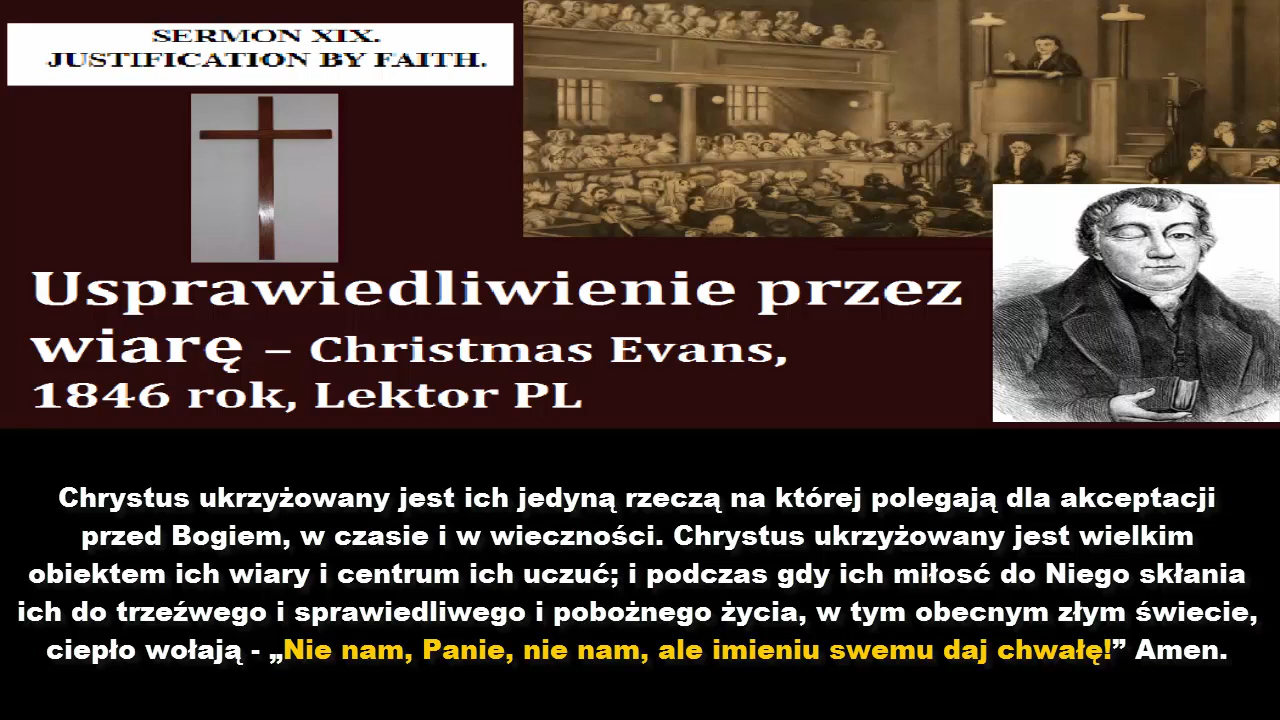 SERMON XIX.
JUSTIFICATION BY FAITH.
Usprawiedliwienie przez
wiarę – Christmas Evans,
1846 rok, Lektor PL
Chrystus ukrzyżowany jest ich jedyną rzeczą na której polegają dla akceptacji
przed Bogiem, w czasie i w wieczności. Chrystus ukrzyżowany jest wielkim
obiektem ich wiary i centrum ich uczuć; i podczas gdy ich miłość do Niego skłania
ich do trzeźwego i sprawiedliwego i pobożnego życia, w tym obecnym złym świecie,
ciepło wołają - „Nie nam, Panie, nie nam, ale imieniu swemu daj chwałę!” Amen.